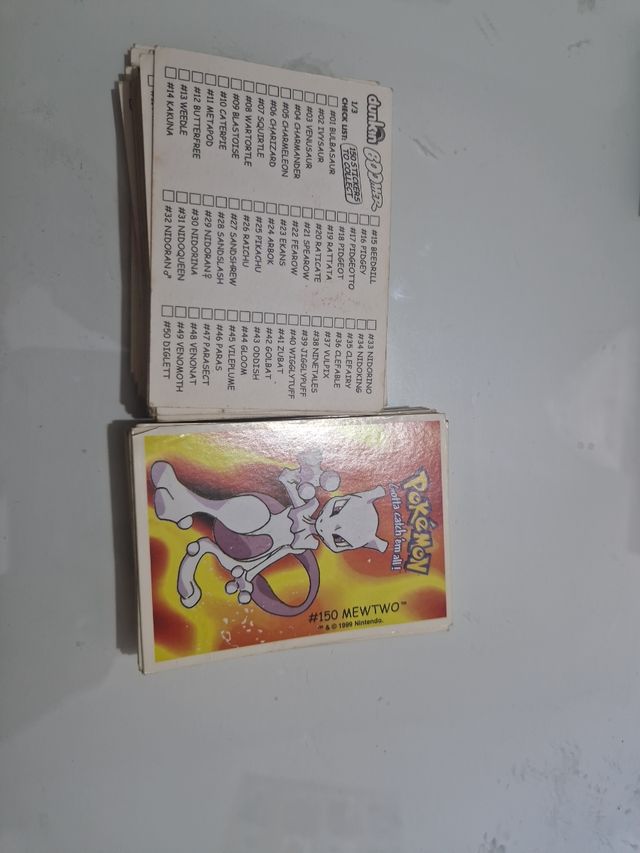 dunkin BOOMER
1/3
CHECK LIST:
150 STICKERS
TO COLLECT
#01 BULBASAUR
#02 IVYSAUR
#03 VENUSAUR
#04 CHARMANDER
#05 CHARMELEON
#06 CHARIZARD
#07 SQUIRTLE
#08 WARTORTLE
#09 BLASTOISE
#10 CATERPIE
#11 METAPOD
#12 BUTTERFREE
#13 WEEDLE
#14 KAKUNA
#15 BEEDRILL
#16 PIDGEY
#17 PIDGEOTTO
#18 PIDGEOT
#19 RATTATA
#20 RATICATE
#21 SPEAROW
#22 FEAROW
#23 EKANS
#24 ARBOK
#25 PIKACHU
#26 RAICHU
#27 SANDSHREW
#28 SANDSLASH
#29 NIDORAN♀
#30 NIDORINA
#31 NIDOQUEEN
#32 NIDORAN♂
#33 NIDORINO
#34 NIDOKING
#35 CLEFAIRY
#36 CLEFABLE
#37 VULPIX
#38 NINETALES
#39 JIGGLYPUFF
#40 WIGGLYTUFF
#41 ZUBAT
#42 GOLBAT
#43 ODDISH
#44 GLOOM
#45 VILEPLUME
#46 PARAS
#47 PARASECT
#48 VENONAT
#49 VENOMOTH
#50 DIGLETT
POKéMON
Gotta catch 'em all!
#150 MEWTWO™
™ & © 1999 Nintendo.